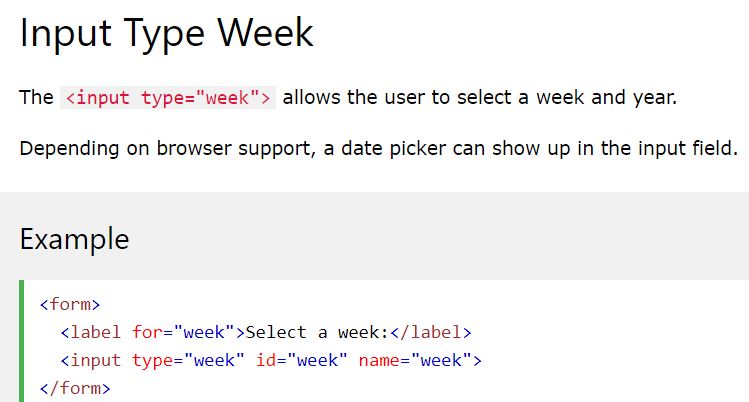 Input Type Week
The <input type="week"> allows the user to select a week and year.
Depending on browser support, a date picker can show up in the input field.
Example
<form>
  <label for="week">Select a week:</label>
  <input type="week" id="week" name="week">
</form>